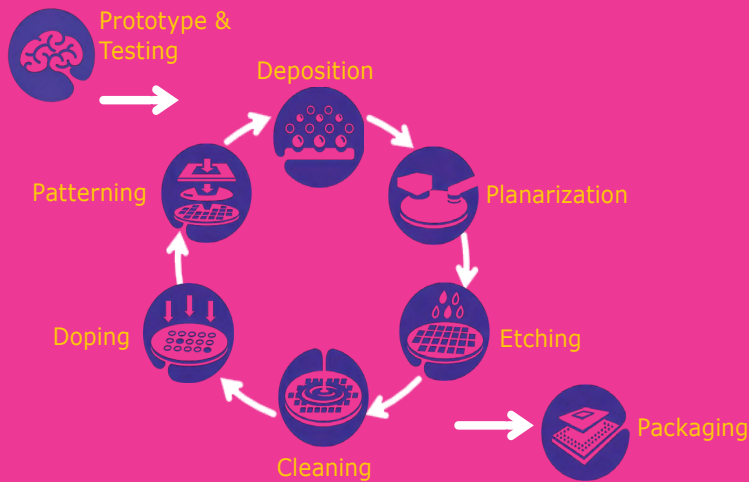 Prototype &
Testing
Deposition
Patterning
Planarization
Doping
Etching
Packaging
Cleaning